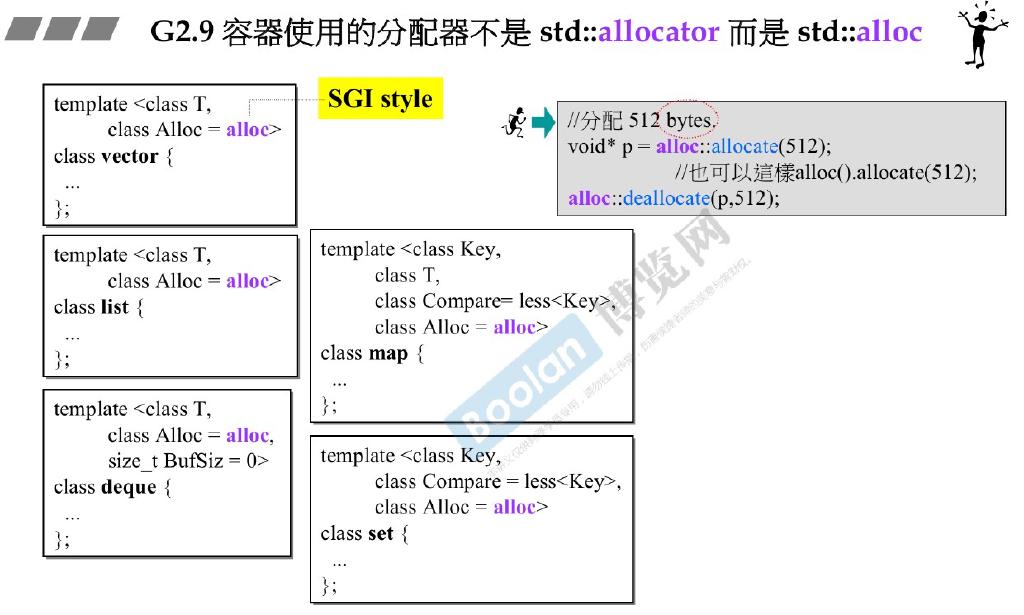 G2.9 容器使用的分配器不是 std::allocator 而是 std::alloc
template <class T,
class Alloc = alloc>
class vector {
...
};
SGI style
//分配 512 bytes.
void* p = alloc::allocate(512);
//也可以這樣alloc().allocate(512);
alloc::deallocate(p,512);
template <class T,
class Alloc = alloc>
class list {
...
};
template <class T,
class Alloc = alloc,
size_t BufSiz = 0>
class deque {
...
};
template <class Key,
class T,
class Compare= less<Key>,
class Alloc = alloc>
class map {
...
};
template <class Key,
class Compare = less<Key>,
class Alloc = alloc>
class set {
...
};
Boolan 博览网